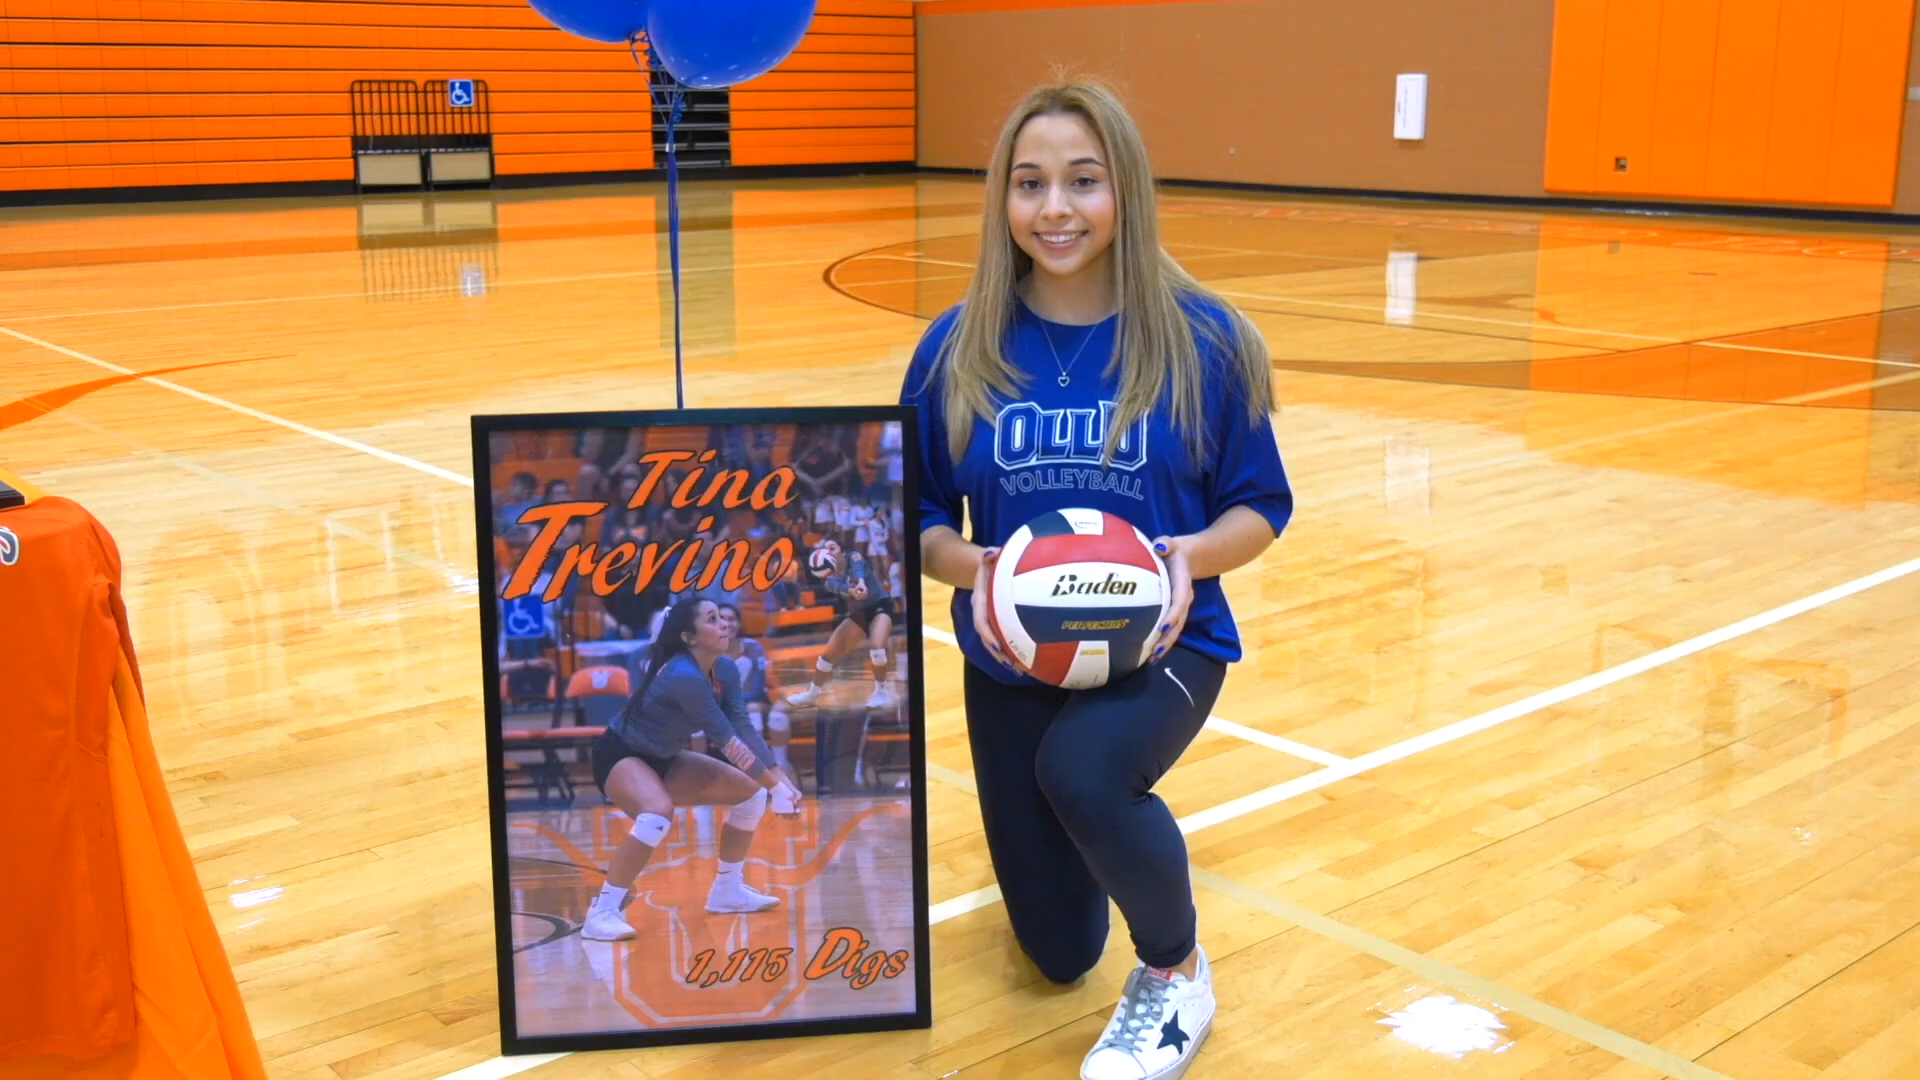 Tina
Trevino
1,115 Digs
OLLU
VOLLEYBALL
Baden
PERFECTION